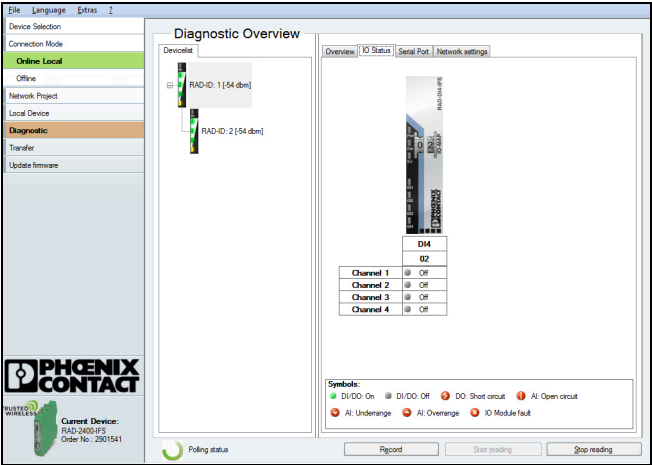 File Language Extras ?
Device Selection
Connection Mode
Online Local
Offline
Network Project
Local Device
Diagnostic
Transfer
Update firmware
Diagnostic Overview
Devicelist
RAD-ID: 1 [-54 dbm]
RAD-ID: 2 [-54 dbm]
Overview IO Status Serial Port Network settings
RAD-DI4-IFS
IO-MAP
PHŒNIX
CONTACT
DI4
02
Channel 1 Off
Channel 2 Off
Channel 3 Off
Channel 4 Off
Symbols:
DI/DO: On DI/DO: Off DO: Short circuit AI: Open circuit
AI: Underrange AI: Overrange IO Module fault
PHŒNIX
CONTACT
TRUSTED
WIRELESS
Current Device:
RAD-2400-IFS
Order No.: 2901541
Polling status
Record Start reading Stop reading